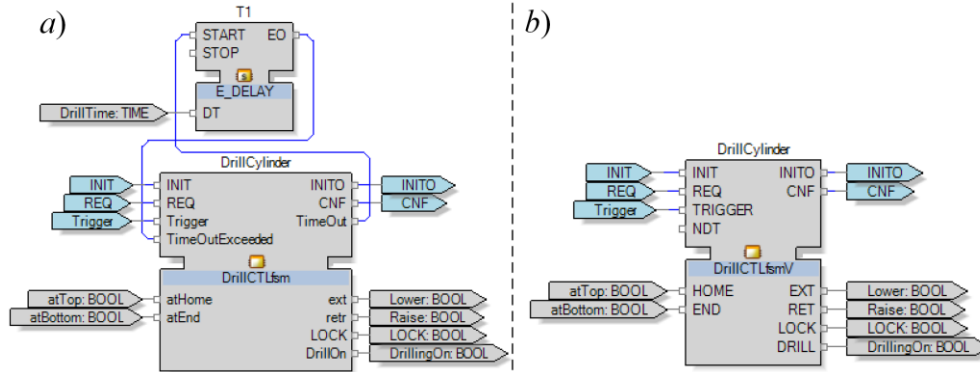 a)
T1
START EO
STOP
E_DELAY
DrillTime: TIME DT
DrillCylinder
INIT INIT INITO INITO
REQ REQ CNF CNF
Trigger Trigger TimeOut
TimeOutExceeded
DrillCTLfsm
atTop: BOOL atHome ext Lower: BOOL
atBottom: BOOL atEnd retr Raise: BOOL
LOCK LOCK: BOOL
DrillOn DrillingOn: BOOL
b)
DrillCylinder
INIT INIT INITO INITO
REQ REQ CNF CNF
Trigger TRIGGER
NDT
DrillCTLfsmV
atTop: BOOL HOME EXT Lower: BOOL
atBottom: BOOL END RET Raise: BOOL
LOCK LOCK: BOOL
DRILL DrillingOn: BOOL